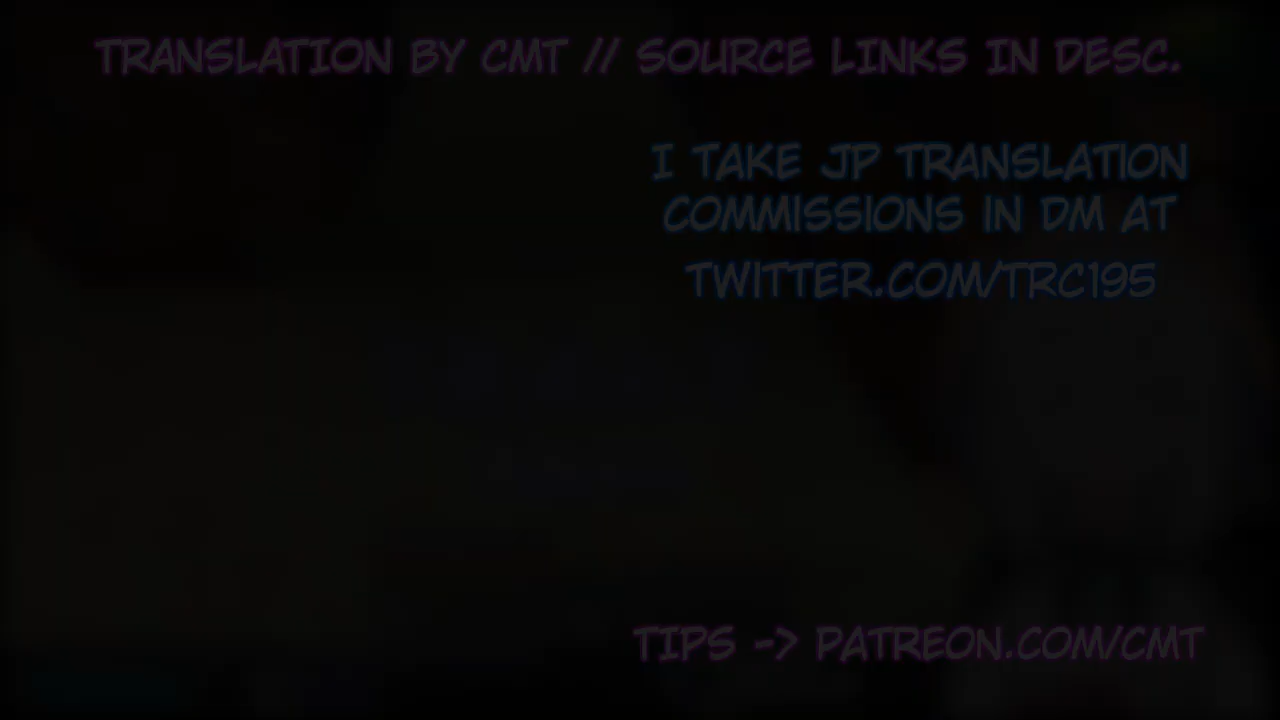 TRANSLATION BY CMT // SOURCE LINKS IN DESC.
I TAKE JP TRANSLATION
COMMISSIONS IN DM AT
TWITTER.COM/TRC195
TIPS -> PATREON.COM/CMT